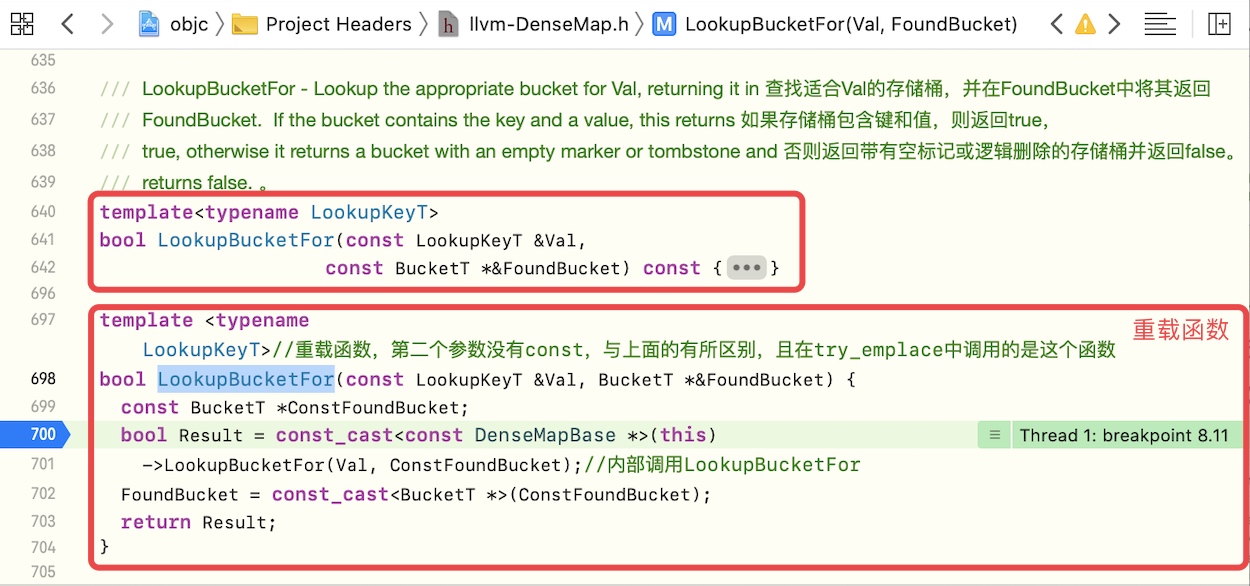 objc 〉 Project Headers 〉 h llvm-DenseMap.h 〉 M LookupBucketFor(Val, FoundBucket)
635
636 /// LookupBucketFor - Lookup the appropriate bucket for Val, returning it in 查找适合Val的存储桶，并在FoundBucket中将其返回
637 /// FoundBucket.  If the bucket contains the key and a value, this returns 如果存储桶包含键和值，则返回true，
638 /// true, otherwise it returns a bucket with an empty marker or tombstone and 否则返回带有空标记或逻辑删除的存储桶并返回false。
639 /// returns false. 。
640 template<typename LookupKeyT>
641 bool LookupBucketFor(const LookupKeyT &Val,
642 const BucketT *&FoundBucket) const {•••}
696
697 template <typename
重载函数
LookupKeyT>//重载函数，第二个参数没有const，与上面的有所区别，且在try_emplace中调用的是这个函数
698 bool LookupBucketFor(const LookupKeyT &Val, BucketT *&FoundBucket) {
699 const BucketT *ConstFoundBucket;
700 bool Result = const_cast<const DenseMapBase *>(this)
Thread 1: breakpoint 8.11
701 ->LookupBucketFor(Val, ConstFoundBucket);//内部调用LookupBucketFor
702 FoundBucket = const_cast<BucketT *>(ConstFoundBucket);
703 return Result;
704 }
705